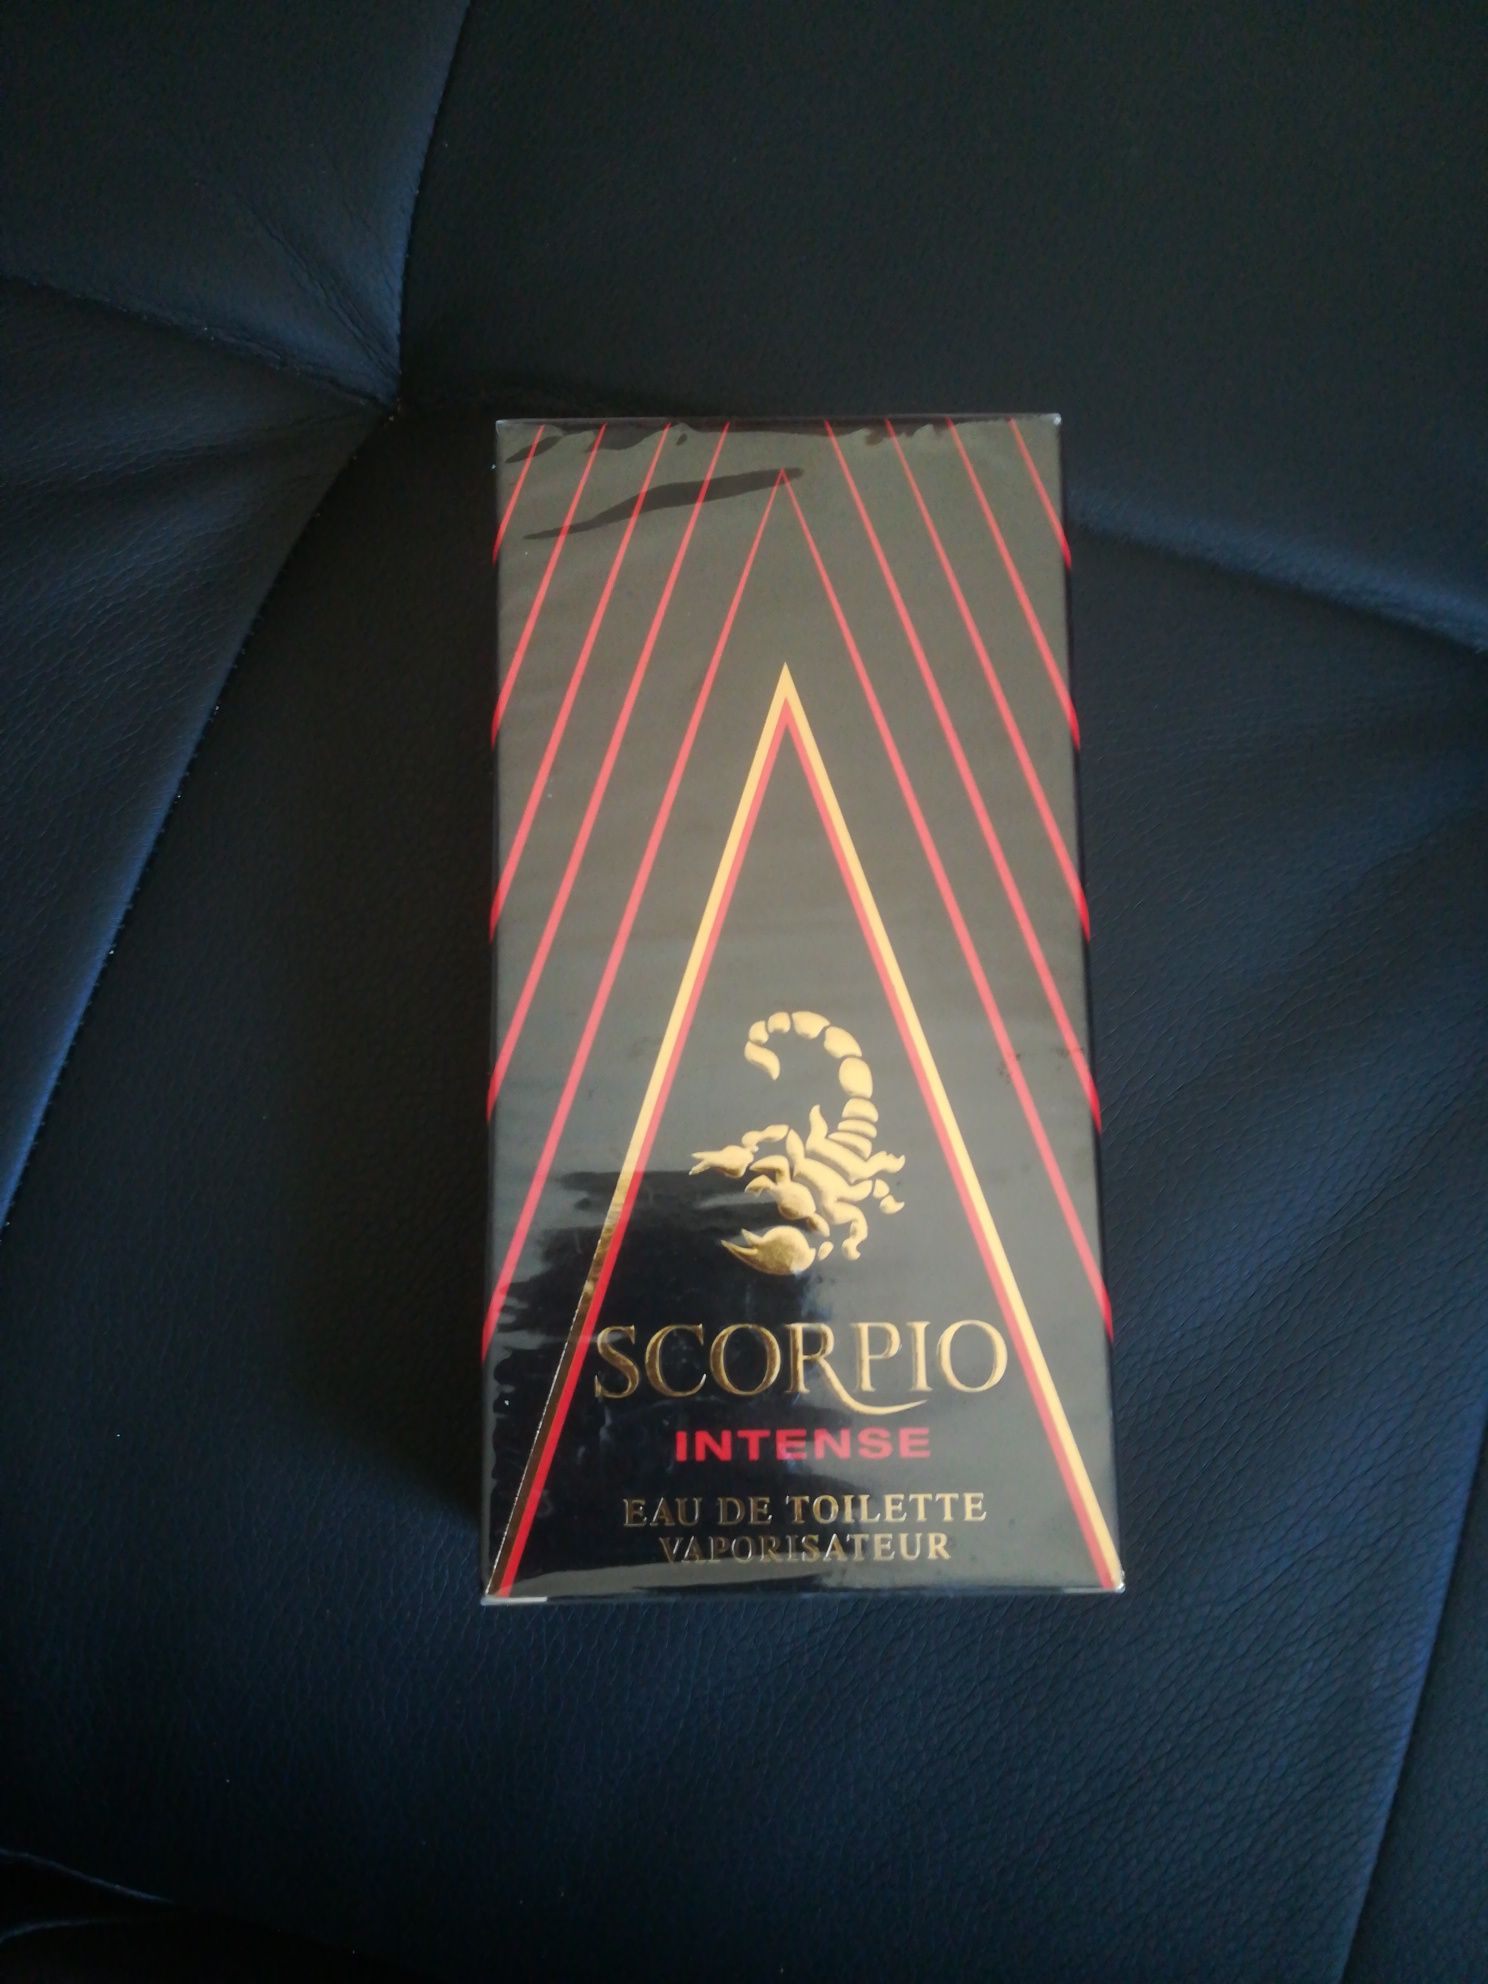 SCORPIO
INTENSE
EAU DE TOILETTE
VAPORISATEUR